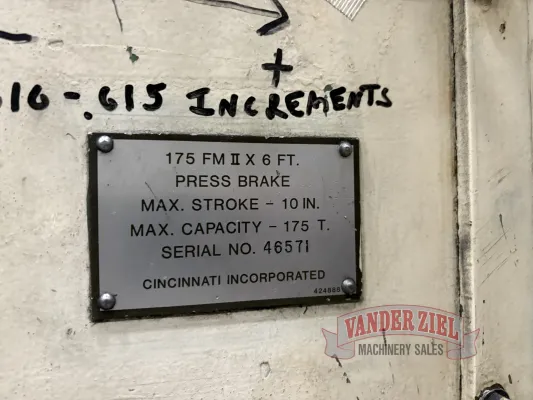 +
.615 INCREMENTS
175 FM II X 6 FT.
PRESS BRAKE
MAX. STROKE - 10 IN.
MAX. CAPACITY - 175 T.
SERIAL NO. 46571
CINCINNATI INCORPORATED
VANDER ZIEL
MACHINERY SALES